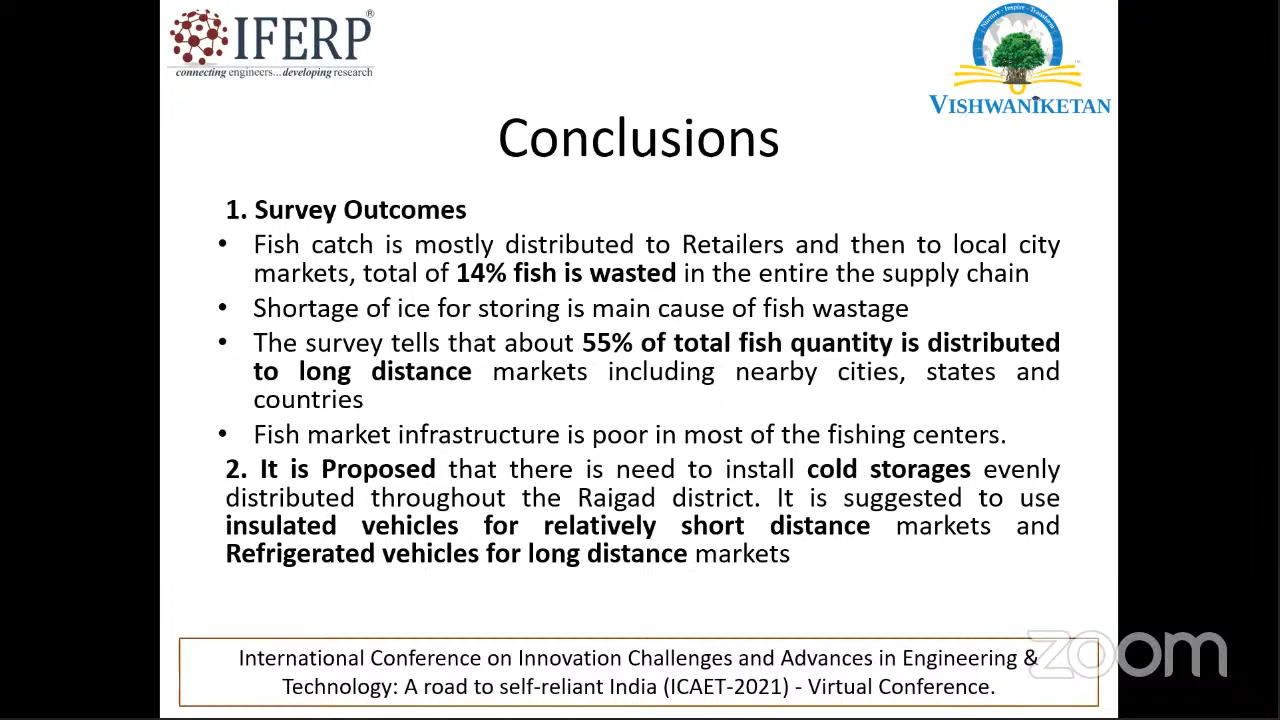 IFERP®
connecting engineers...developing research
Nurture - Inspire - Transform
VISHWANIKETAN
Conclusions
1. Survey Outcomes
• Fish catch is mostly distributed to Retailers and then to local city
markets, total of 14% fish is wasted in the entire the supply chain
• Shortage of ice for storing is main cause of fish wastage
• The survey tells that about 55% of total fish quantity is distributed
to long distance markets including nearby cities, states and
countries
• Fish market infrastructure is poor in most of the fishing centers.
2. It is Proposed that there is need to install cold storages evenly
distributed throughout the Raigad district. It is suggested to use
insulated vehicles for relatively short distance markets and
Refrigerated vehicles for long distance markets
International Conference on Innovation Challenges and Advances in Engineering &
Technology: A road to self-reliant India (ICAET-2021) - Virtual Conference.
zoom